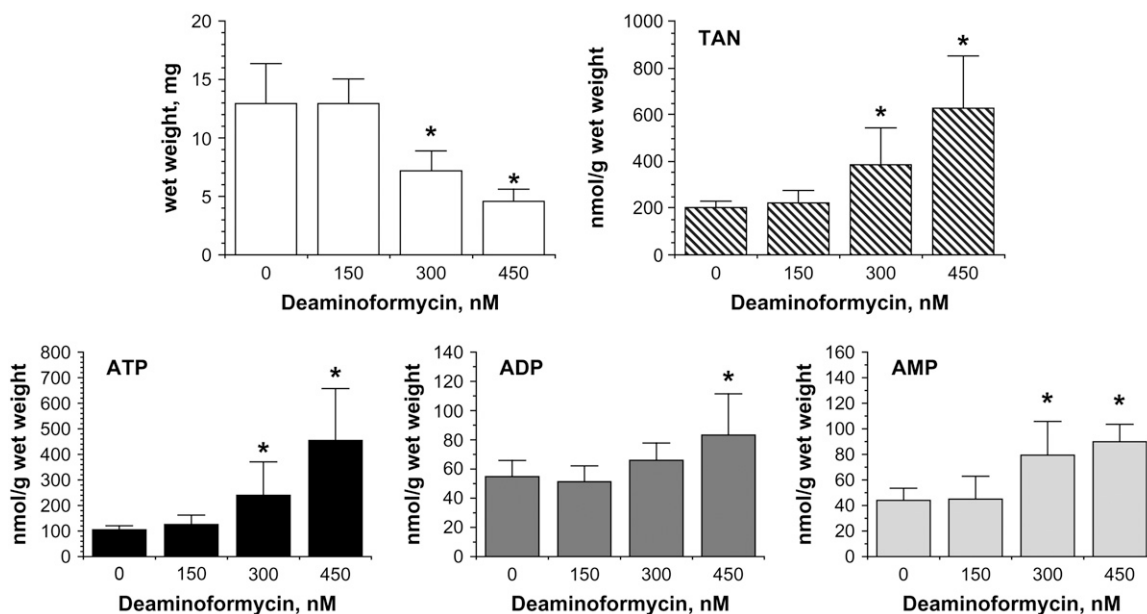 wet weight, mg
20
15
10
5
0
*
*
0 150 300 450
Deaminoformycin, nM
TAN
nmol/g wet weight
1000
800
600
400
200
0
*
*
0 150 300 450
Deaminoformycin, nM
ATP
nmol/g wet weight
800
700
600
500
400
300
200
100
0
*
*
0 150 300 450
Deaminoformycin, nM
ADP
nmol/g wet weight
140
120
100
80
60
40
20
0
*
0 150 300 450
Deaminoformycin, nM
AMP
nmol/g wet weight
160
140
120
100
80
60
40
20
0
*
*
0 150 300 450
Deaminoformycin, nM